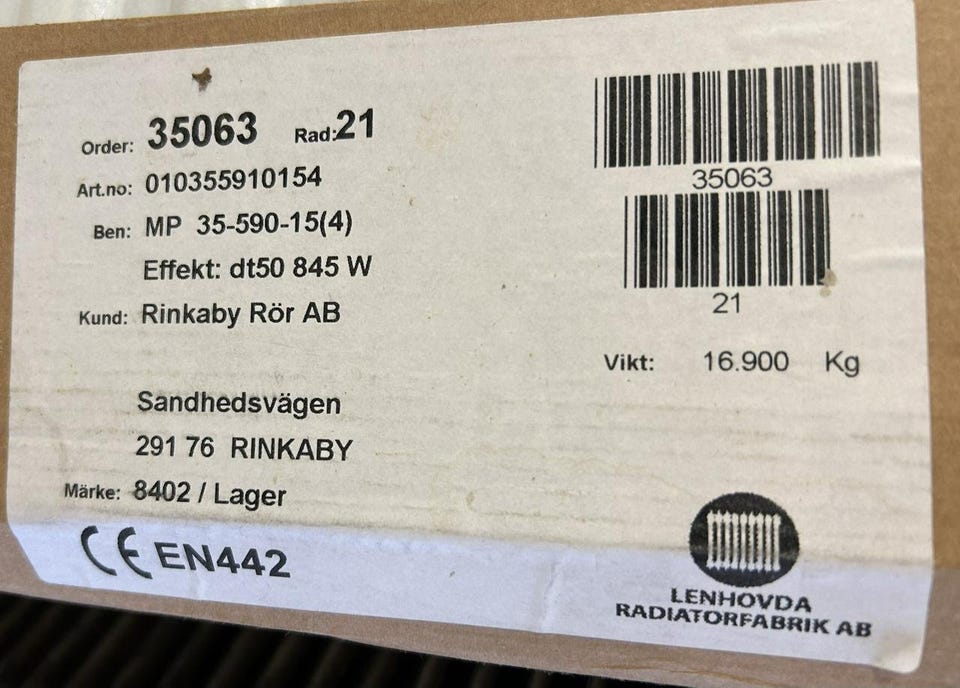 Order: 35063 Rad:21
Art.no: 010355910154
Ben: MP 35-590-15(4)
Effekt: dt50 845 W
Kund: Rinkaby Rör AB
Sandhedsvägen
291 76 RINKABY
Märke: 8402 / Lager
CE EN442
35063
21
Vikt: 16.900 Kg
LENHOVDA
RADIATORFABRIK AB